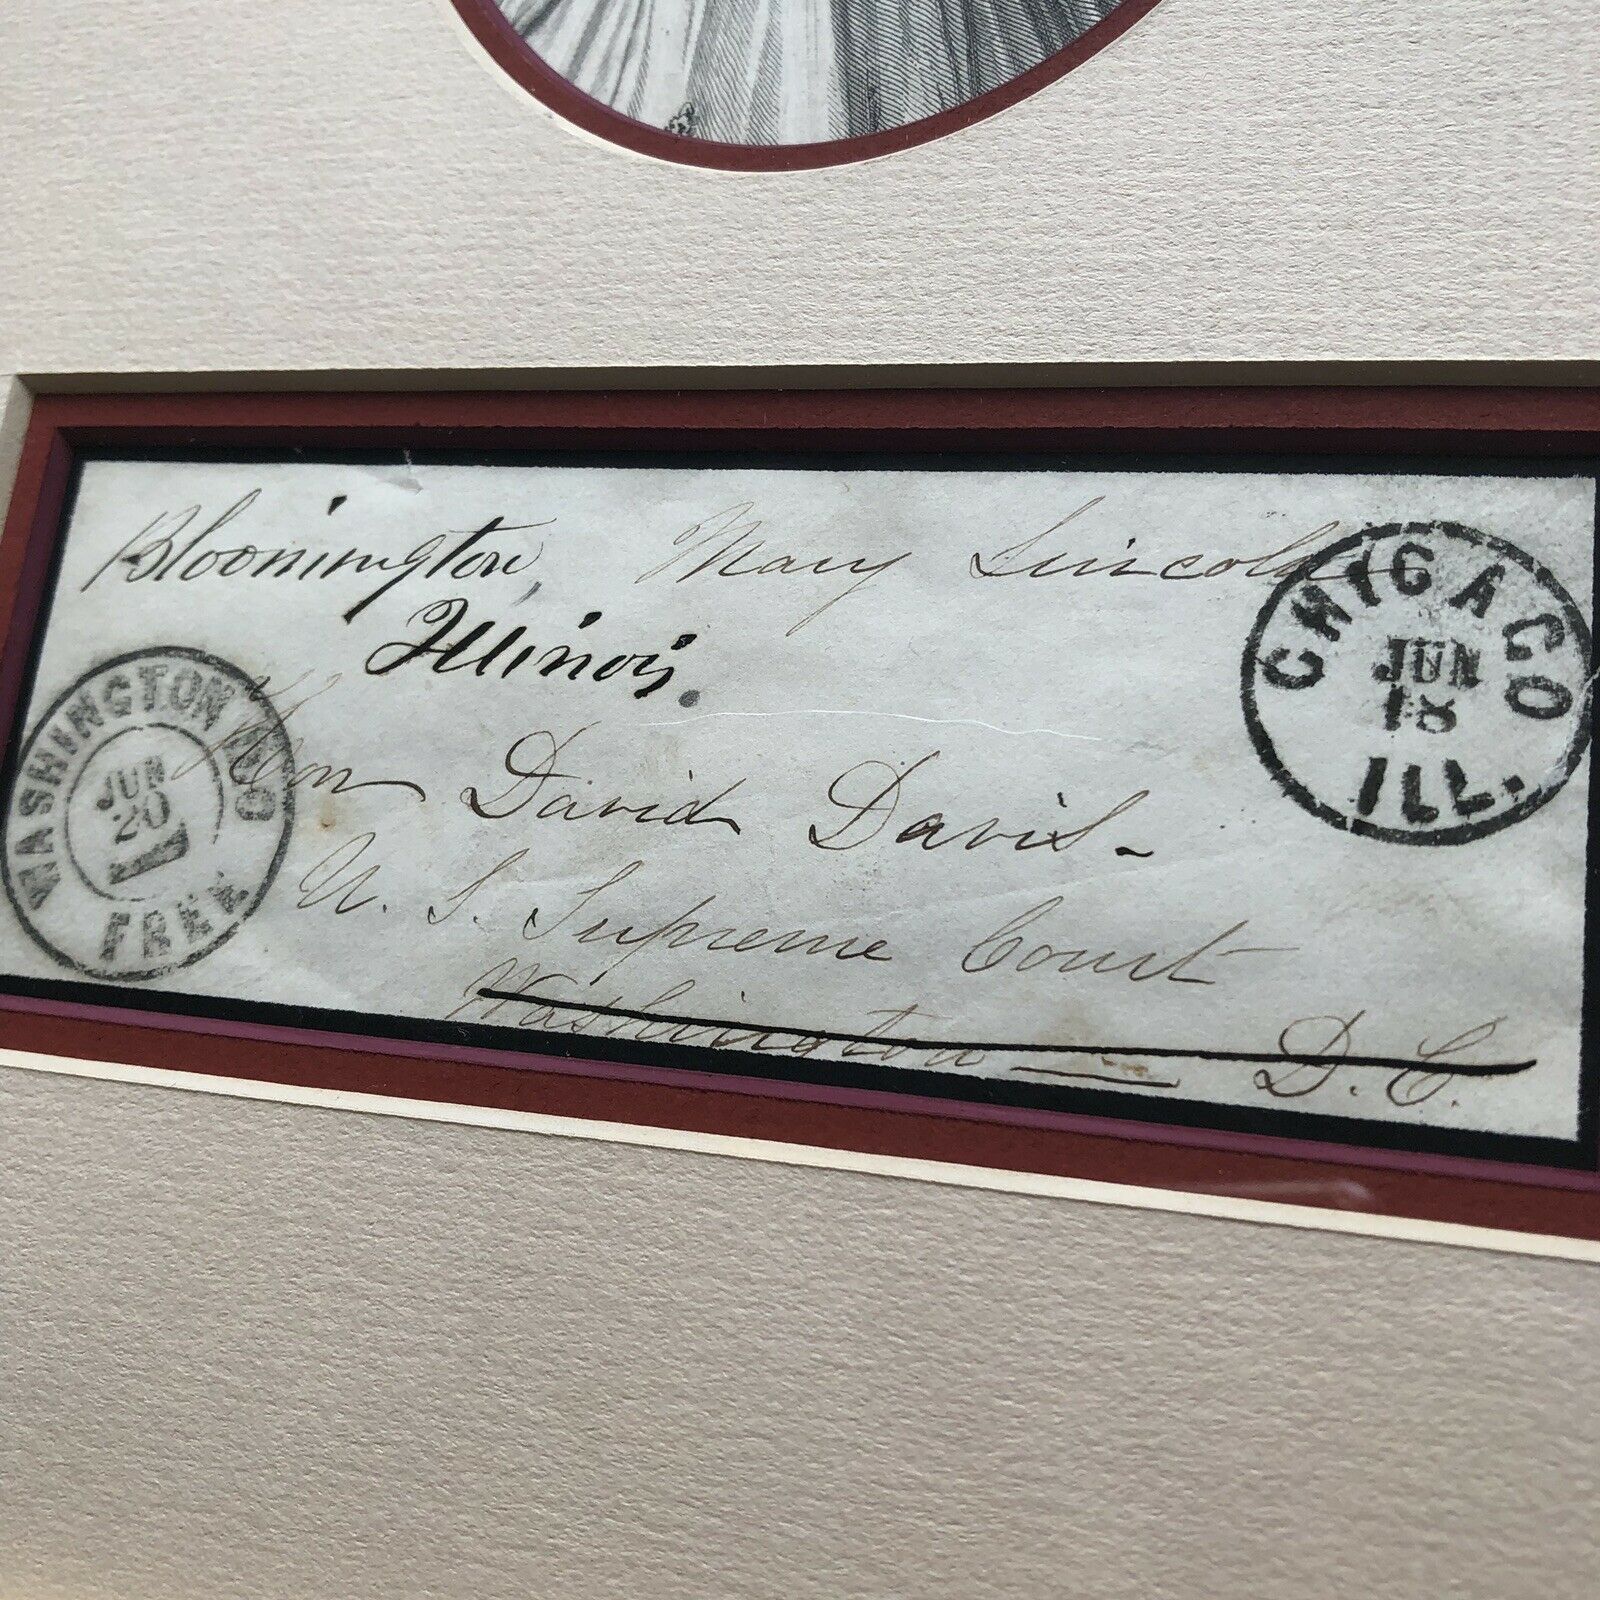 Bloomington, Mary Lincoln
Illinois.
CHICAGO
JUN
18
ILL.
WASHINGTON
JUN
20
FREE
Hon David Davis-
U. S. Supreme Court
Washington D. C.